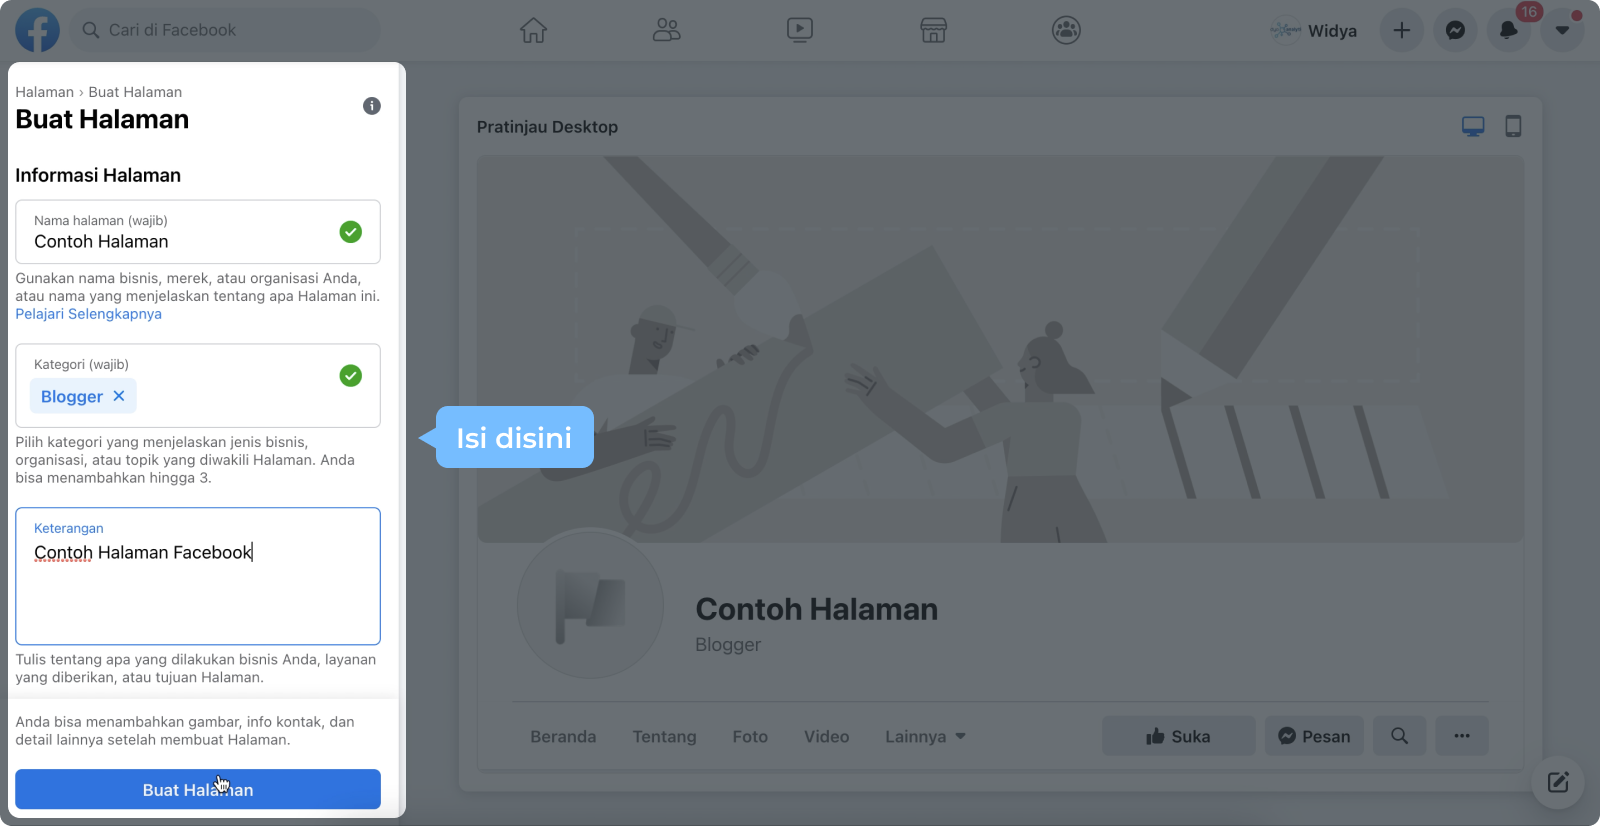 Cari di Facebook
Widya
16
Halaman › Buat Halaman
Buat Halaman
Informasi Halaman
Nama halaman (wajib)
Contoh Halaman
Gunakan nama bisnis, merek, atau organisasi Anda,
atau nama yang menjelaskan tentang apa Halaman ini.
Pelajari Selengkapnya
Kategori (wajib)
Blogger
Pilih kategori yang menjelaskan jenis bisnis,
organisasi, atau topik yang diwakili Halaman. Anda
bisa menambahkan hingga 3.
Keterangan
Contoh Halaman Facebook
Tulis tentang apa yang dilakukan bisnis Anda, layanan
yang diberikan, atau tujuan Halaman.
Anda bisa menambahkan gambar, info kontak, dan
detail lainnya setelah membuat Halaman.
Buat Halaman
Isi disini
Pratinjau Desktop
Contoh Halaman
Blogger
Beranda Tentang Foto Video Lainnya Suka Pesan